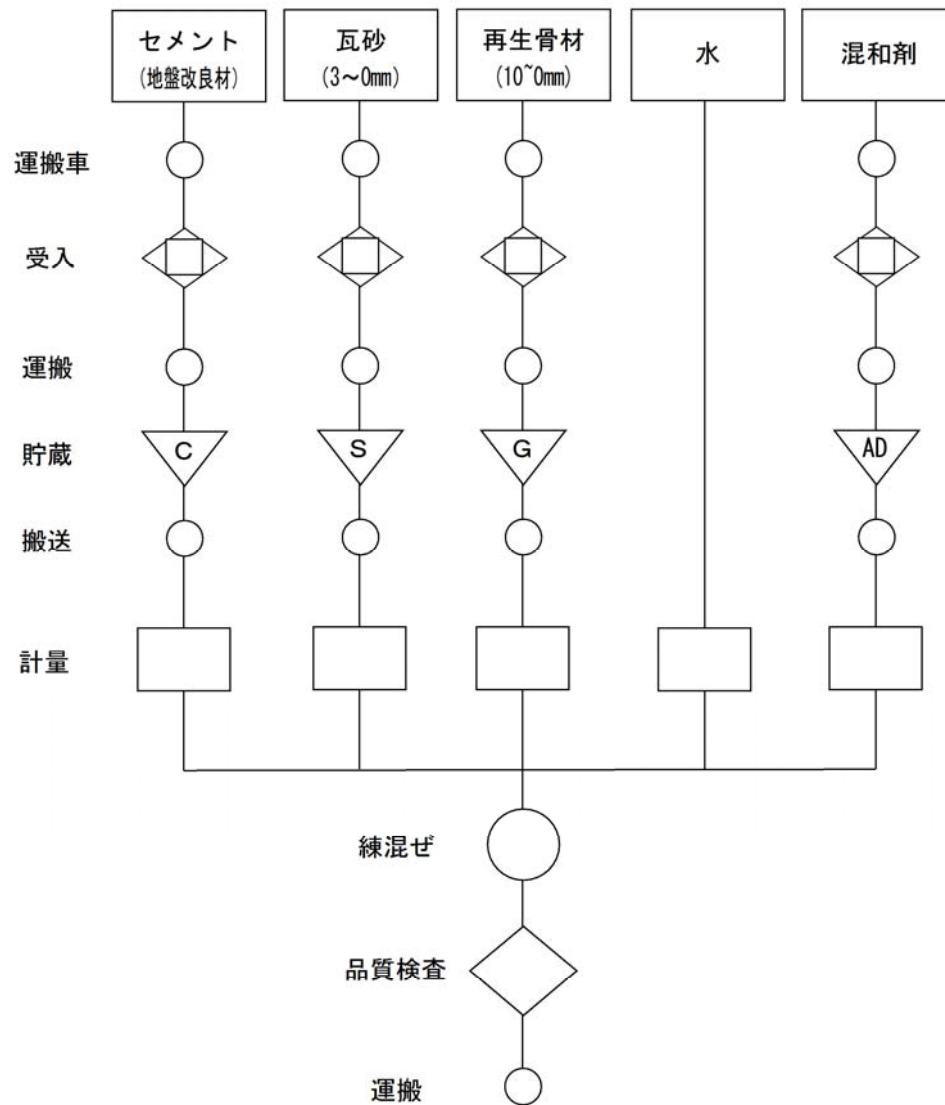 セメント
(地盤改良材)
瓦砂
(3～0mm)
再生骨材
(10~0mm)
水
混和剤
運搬車
受入
運搬
貯蔵
C
S
G
AD
搬送
計量
練混ぜ
品質検査
運搬